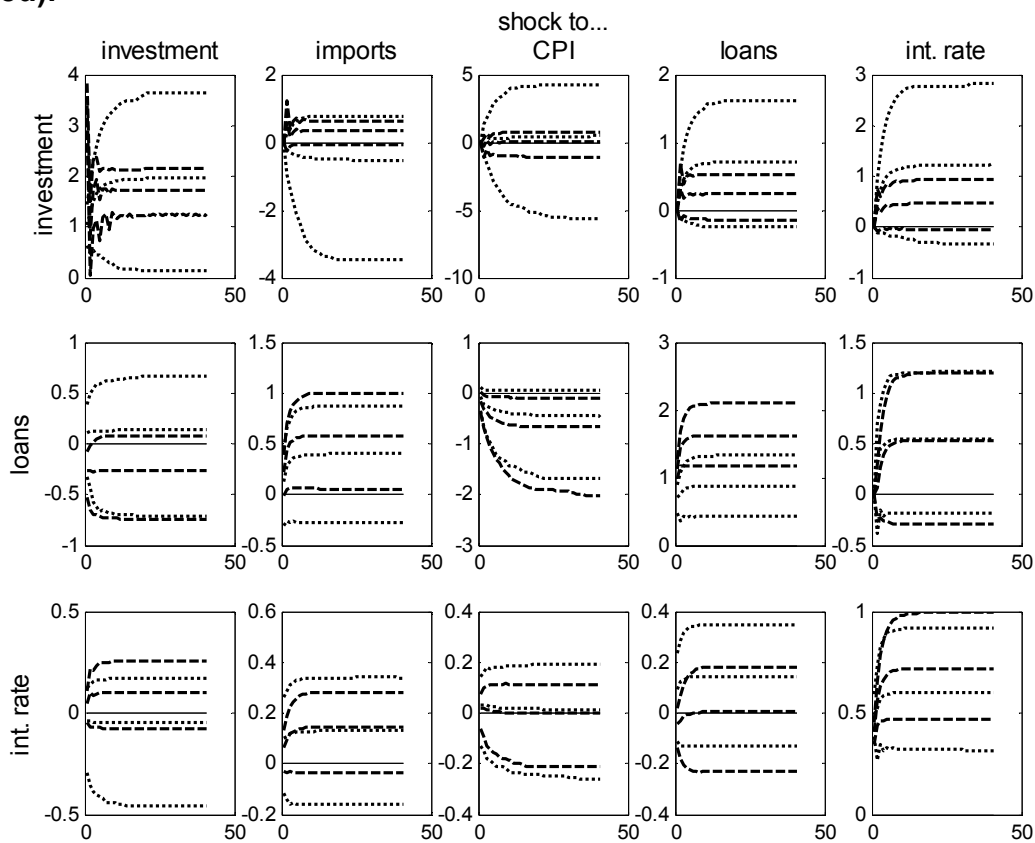 shock to...
investment imports CPI loans int. rate
investment
4 2 5 2 3
3 2
0 0 1
2 1
-2 -5 0
1 0
0 -4 -10 -1 -1
0 50 0 50 0 50 0 50 0 50
loans
1 1.5 1 3 1.5
0.5 1 0 1
2
0 0.5 -1 0.5
1
-0.5 0 -2 0
-1 -0.5 -3 0 -0.5
0 50 0 50 0 50 0 50 0 50
int. rate
0.5 0.6 0.4 0.4 1
0.4 0.2 0.2
0 0.2 0 0 0.5
0 -0.2 -0.2
-0.5 -0.2 -0.4 -0.4 0
0 50 0 50 0 50 0 50 0 50